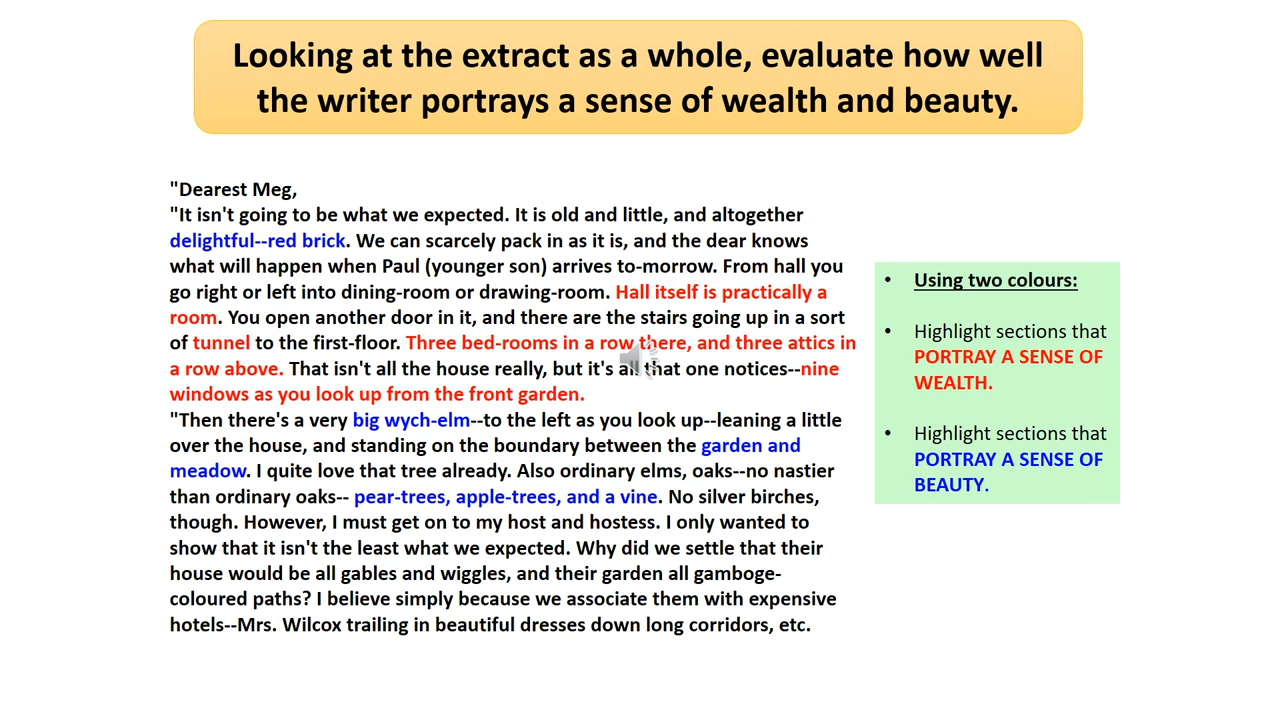 Looking at the extract as a whole, evaluate how well
the writer portrays a sense of wealth and beauty.
"Dearest Meg,
"It isn't going to be what we expected. It is old and little, and altogether
delightful--red brick. We can scarcely pack in as it is, and the dear knows
what will happen when Paul (younger son) arrives to-morrow. From hall you
go right or left into dining-room or drawing-room. Hall itself is practically a
room. You open another door in it, and there are the stairs going up in a sort
of tunnel to the first-floor. Three bed-rooms in a row there, and three attics in
a row above. That isn't all the house really, but it's all that one notices--nine
windows as you look up from the front garden.
"Then there's a very big wych-elm--to the left as you look up--leaning a little
over the house, and standing on the boundary between the garden and
meadow. I quite love that tree already. Also ordinary elms, oaks--no nastier
than ordinary oaks-- pear-trees, apple-trees, and a vine. No silver birches,
though. However, I must get on to my host and hostess. I only wanted to
show that it isn't the least what we expected. Why did we settle that their
house would be all gables and wiggles, and their garden all gamboge-
coloured paths? I believe simply because we associate them with expensive
hotels--Mrs. Wilcox trailing in beautiful dresses down long corridors, etc.
• Using two colours:
• Highlight sections that
PORTRAY A SENSE OF
WEALTH.
• Highlight sections that
PORTRAY A SENSE OF
BEAUTY.